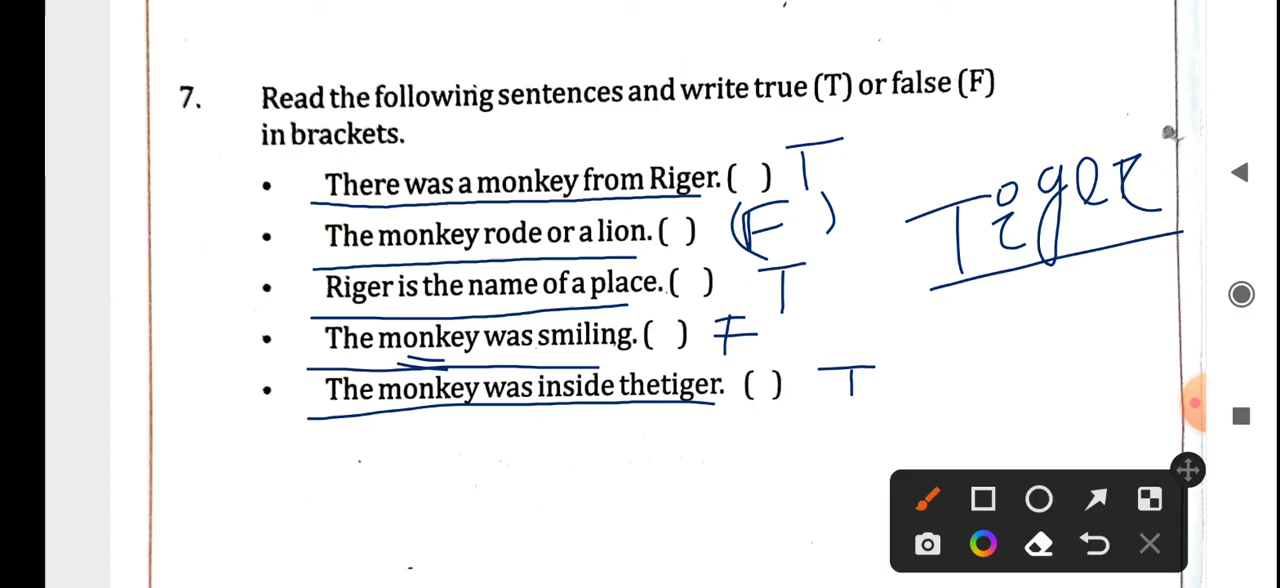 7. Read the following sentences and write true (T) or false (F)
in brackets.
• There was a monkey from Riger. ( ) T
• The monkey rode or a lion. ( ) (F)
• Riger is the name of a place. ( ) T
• The monkey was smiling. ( ) F
• The monkey was inside thetiger. ( ) T
Tiger